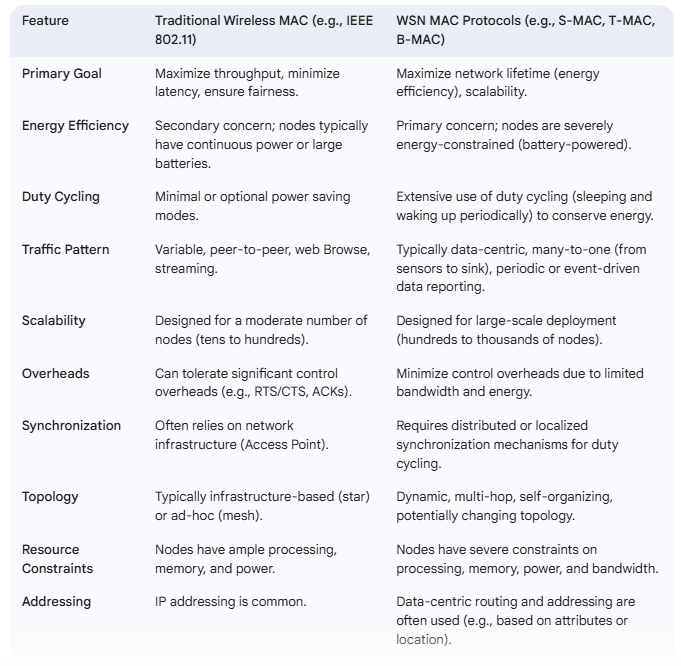 Feature
Traditional Wireless MAC (e.g., IEEE
802.11)
WSN MAC Protocols (e.g., S-MAC, T-MAC,
B-MAC)
Primary Goal
Maximize throughput, minimize
latency, ensure fairness.
Maximize network lifetime (energy
efficiency), scalability.
Energy Efficiency
Secondary concern; nodes typically
have continuous power or large
batteries.
Primary concern; nodes are severely
energy-constrained (battery-powered).
Duty Cycling
Minimal or optional power saving
modes.
Extensive use of duty cycling (sleeping and
waking up periodically) to conserve energy.
Traffic Pattern
Variable, peer-to-peer, web Browse,
streaming.
Typically data-centric, many-to-one (from
sensors to sink), periodic or event-driven
data reporting.
Scalability
Designed for a moderate number of
nodes (tens to hundreds).
Designed for large-scale deployment
(hundreds to thousands of nodes).
Overheads
Can tolerate significant control
overheads (e.g., RTS/CTS, ACKs).
Minimize control overheads due to limited
bandwidth and energy.
Synchronization
Often relies on network
infrastructure (Access Point).
Requires distributed or localized
synchronization mechanisms for duty
cycling.
Topology
Typically infrastructure-based (star)
or ad-hoc (mesh).
Dynamic, multi-hop, self-organizing,
potentially changing topology.
Resource
Constraints
Nodes have ample processing,
memory, and power.
Nodes have severe constraints on
processing, memory, power, and bandwidth.
Addressing
IP addressing is common.
Data-centric routing and addressing are
often used (e.g., based on attributes or
location).